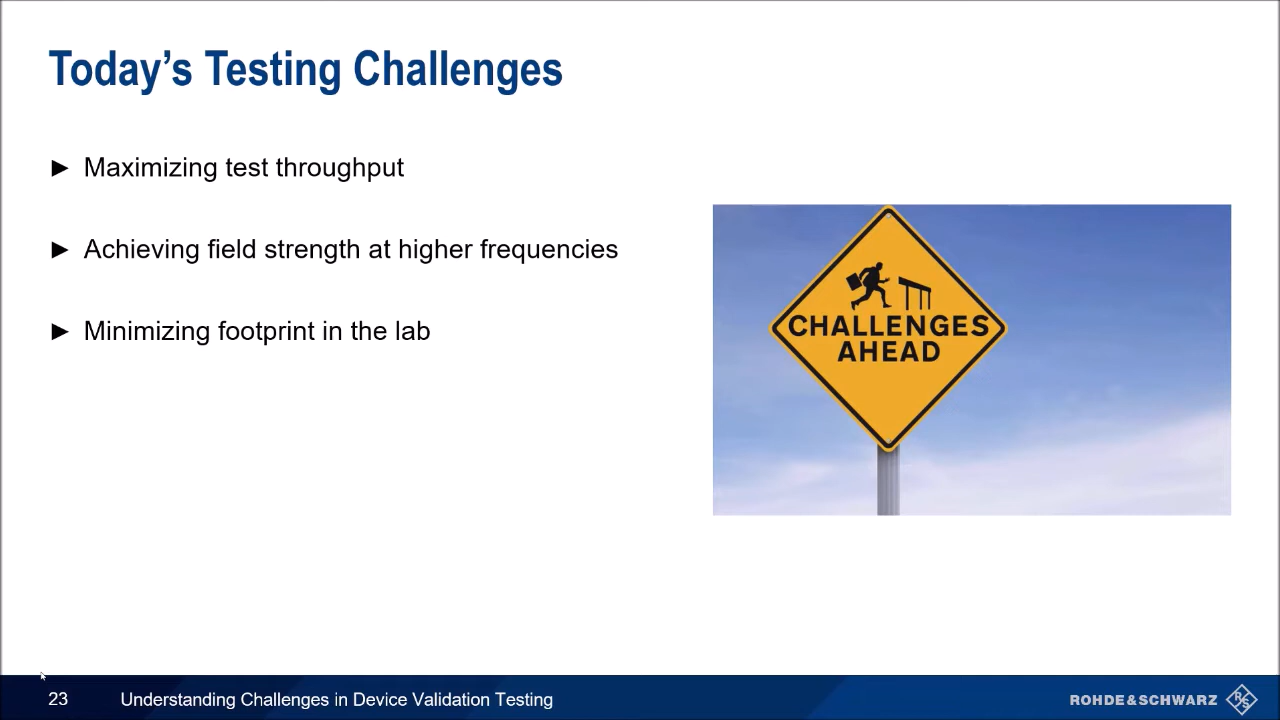 Today’s Testing Challenges
► Maximizing test throughput
► Achieving field strength at higher frequencies
► Minimizing footprint in the lab
CHALLENGES
AHEAD
23 Understanding Challenges in Device Validation Testing
ROHDE&SCHWARZ
R&S